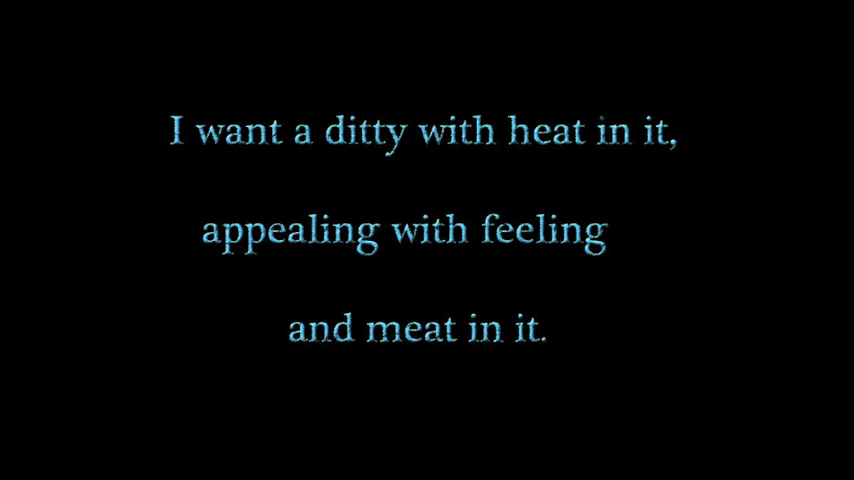 I want a ditty with heat in it,
appealing with feeling
and meat in it.